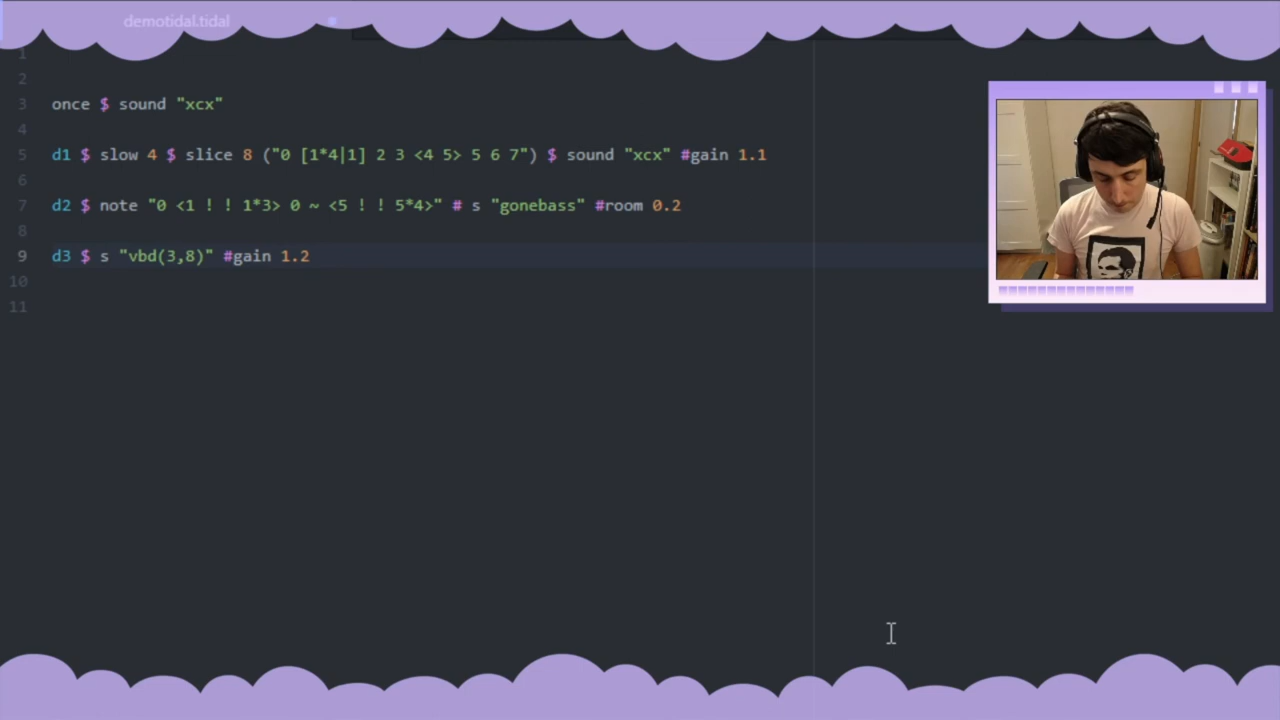 demotidal.tidal
1
2
3 once $ sound "xcx"
4
5 d1 $ slow 4 $ slice 8 ("0 [1*4|1] 2 3 <4 5> 5 6 7") $ sound "xcx" #gain 1.1
6
7 d2 $ note "0 <1 ! ! 1*3> 0 ~ <5 ! ! 5*4>" # s "gonebass" #room 0.2
8
9 d3 $ s "vbd(3,8)" #gain 1.2
10
11